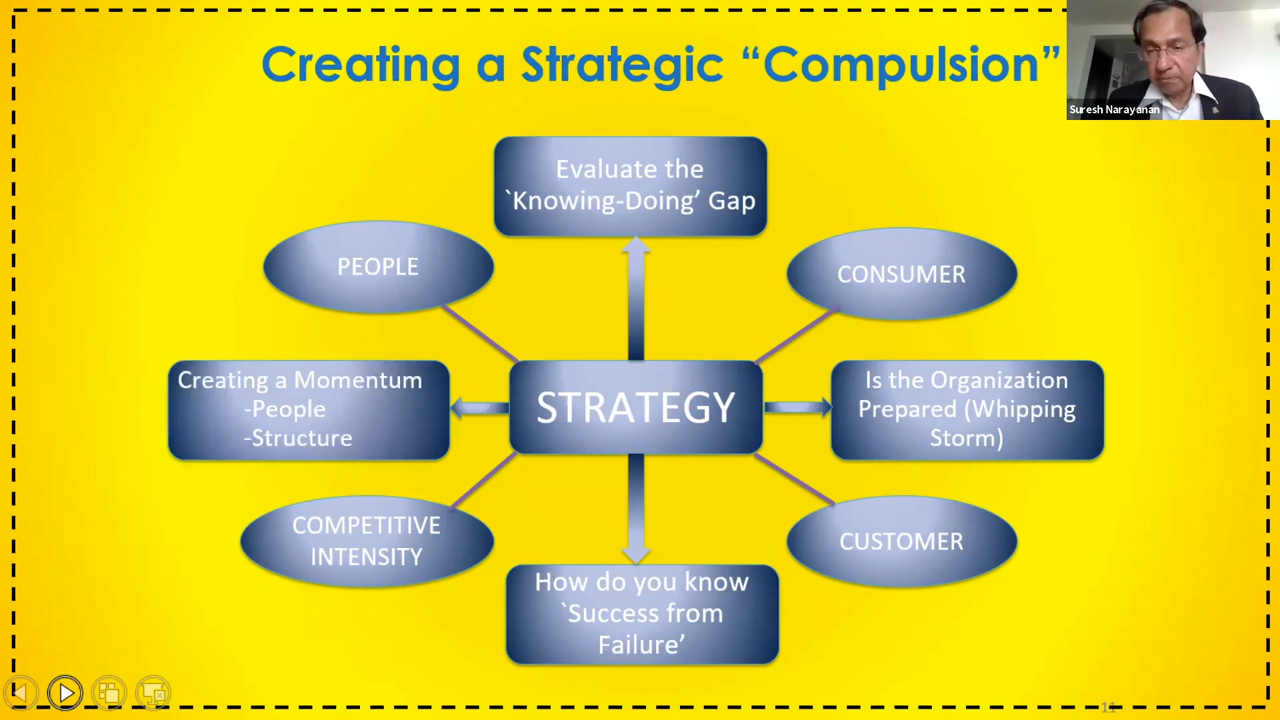 Creating a Strategic “Compulsion”
Suresh Narayanan
Evaluate the
`Knowing-Doing’ Gap
PEOPLE
CONSUMER
Creating a Momentum
-People
-Structure
STRATEGY
Is the Organization
Prepared (Whipping
Storm)
COMPETITIVE
INTENSITY
CUSTOMER
How do you know
`Success from
Failure’
11